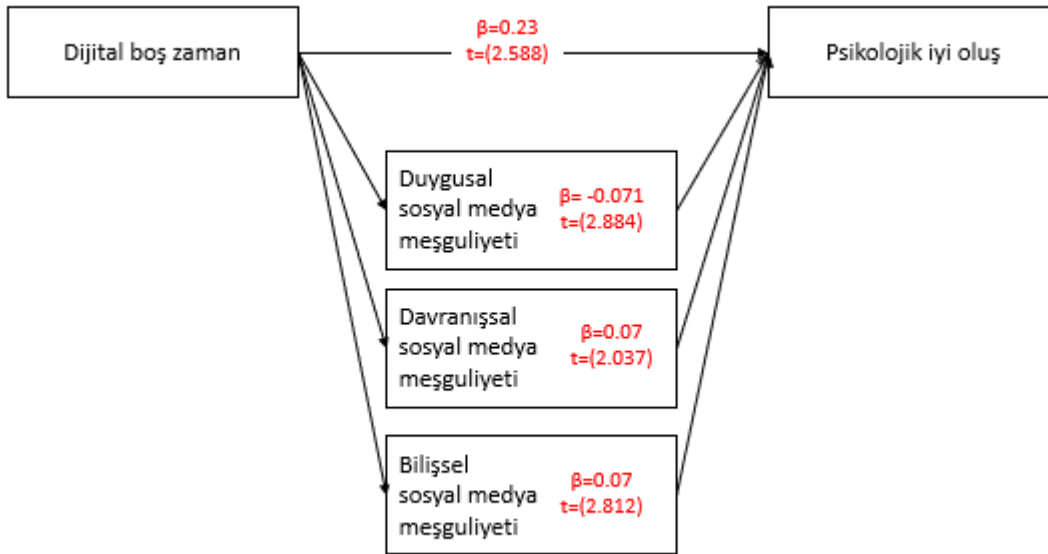 Dijital boş zaman
β=0.23
t=(2.588)
Psikolojik iyi oluş
Duygusal
sosyal medya
meşguliyeti
β= -0.071
t=(2.884)
Davranışsal
sosyal medya
meşguliyeti
β=0.07
t=(2.037)
Bilişsel
sosyal medya
meşguliyeti
β=0.07
t=(2.812)